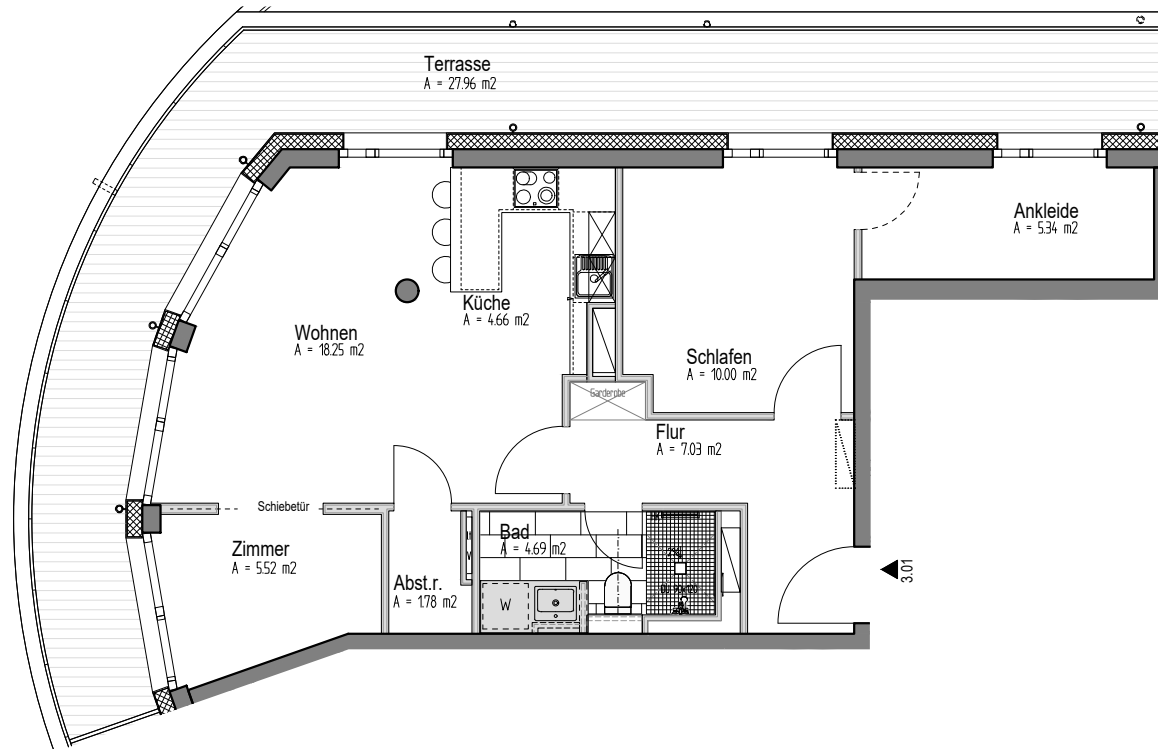 Terrasse
A = 27.96 m2
Ankleide
A = 5.34 m2
Küche
A = 4.66 m2
Wohnen
A = 18.25 m2
Schlafen
A = 10.00 m2
Garderobe
Flur
A = 7.03 m2
Schiebetür
Bad
A = 4.69 m2
Zimmer
A = 5.52 m2
Abst.r.
A = 1.78 m2
W
3.01